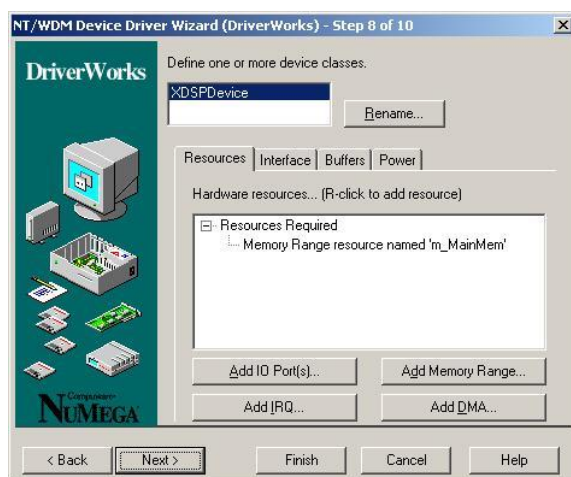 NT/WDM Device Driver Wizard (DriverWorks) - Step 8 of 10
DriverWorks
Define one or more device classes.
XDSPDevice
Rename...
Resources Interface Buffers Power
Hardware resources... (R-click to add resource)
Resources Required
Memory Range resource named 'm_MainMem'
Add IO Port(s)... Add Memory Range...
Add IRQ... Add DMA...
Compuware
NUMEGA
< Back Next > Finish Cancel Help